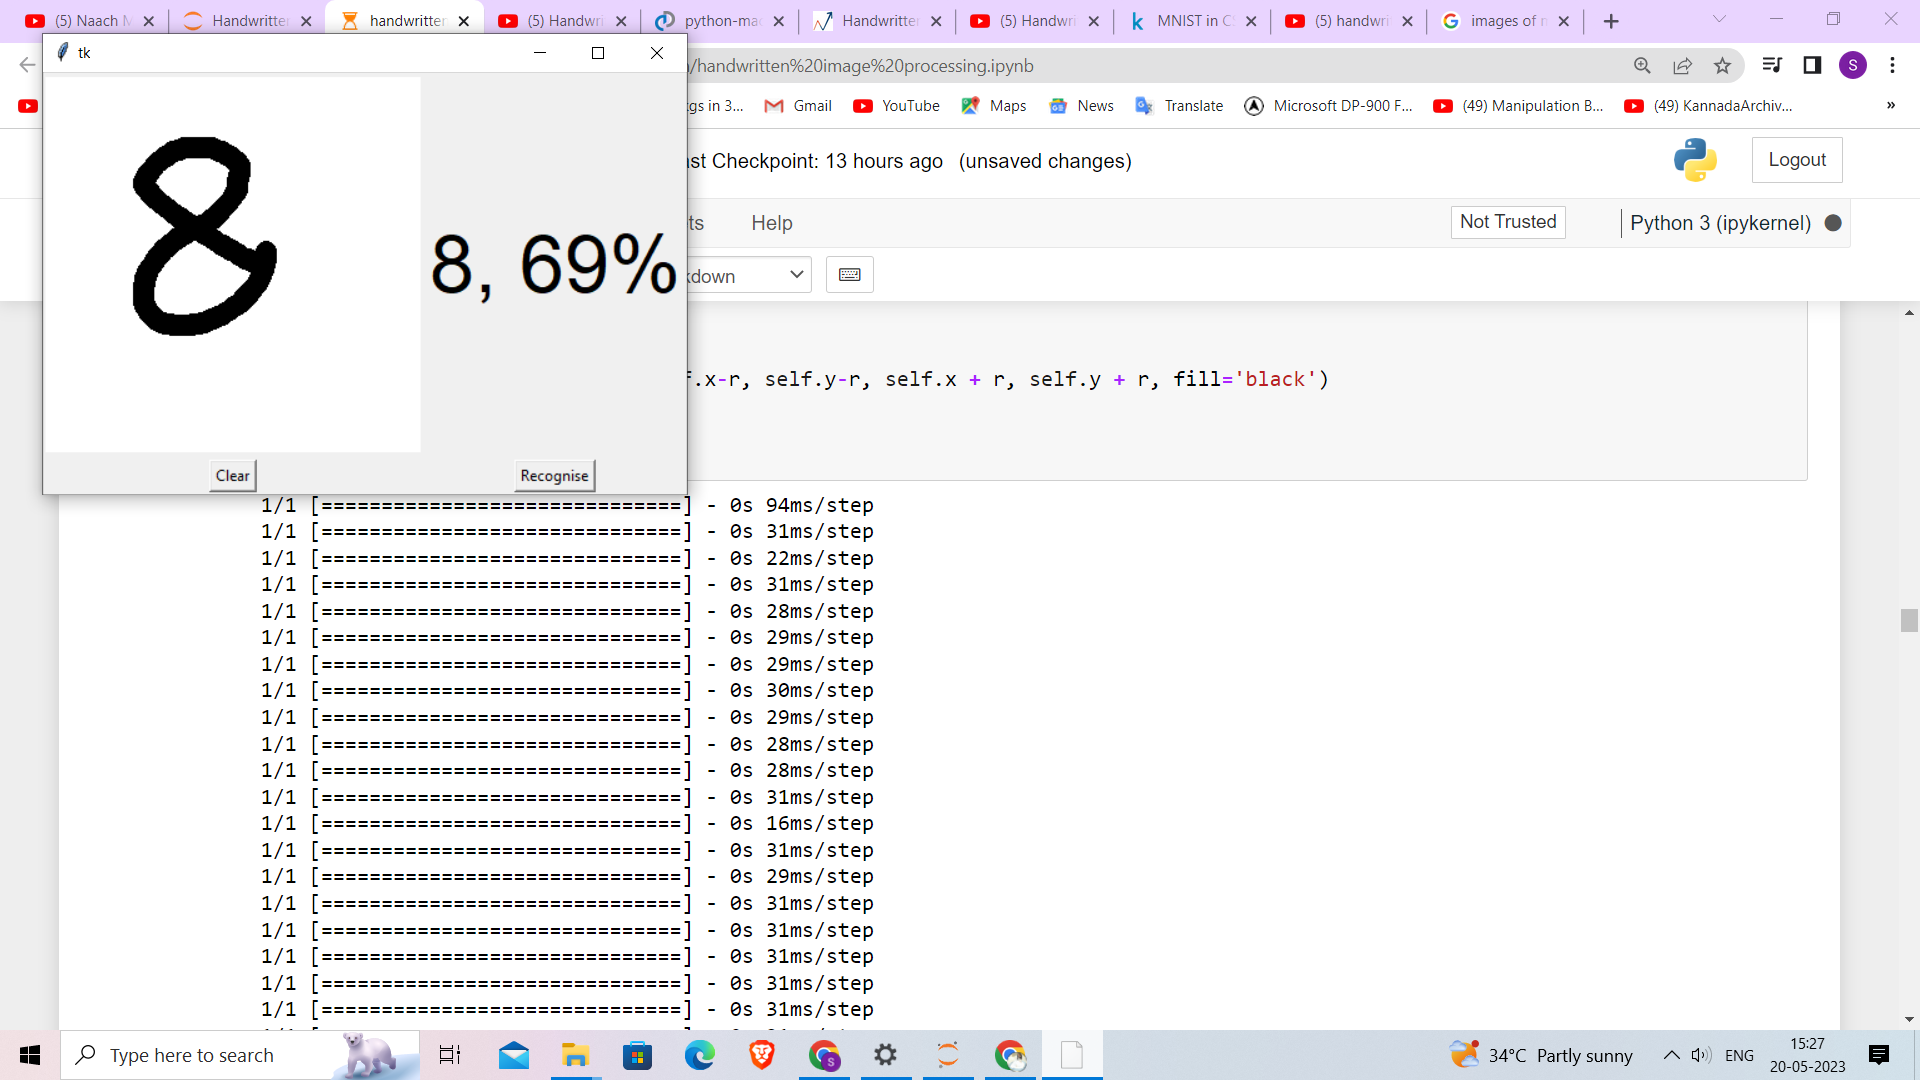 (5) Naach M
Handwritten
handwritten
(5) Handwri
python-mac
Handwritten
(5) Handwri
MNIST in C
(5) handwri
images of
tk
/handwritten%20image%20processing.ipynb
S
kgs in 3...
Gmail
YouTube
Maps
News
Translate
Microsoft DP-900 F...
(49) Manipulation B...
(49) KannadaArchiv...
»
st Checkpoint: 13 hours ago (unsaved changes)
Logout
ts
Help
Not Trusted
Python 3 (ipykernel)
kdown
8
8, 69%
Clear
Recognise
f.x-r, self.y-r, self.x + r, self.y + r, fill='black')
1/1 [==============================] - 0s 94ms/step
1/1 [==============================] - 0s 31ms/step
1/1 [==============================] - 0s 22ms/step
1/1 [==============================] - 0s 31ms/step
1/1 [==============================] - 0s 28ms/step
1/1 [==============================] - 0s 29ms/step
1/1 [==============================] - 0s 29ms/step
1/1 [==============================] - 0s 30ms/step
1/1 [==============================] - 0s 29ms/step
1/1 [==============================] - 0s 28ms/step
1/1 [==============================] - 0s 28ms/step
1/1 [==============================] - 0s 31ms/step
1/1 [==============================] - 0s 16ms/step
1/1 [==============================] - 0s 31ms/step
1/1 [==============================] - 0s 29ms/step
1/1 [==============================] - 0s 31ms/step
1/1 [==============================] - 0s 31ms/step
1/1 [==============================] - 0s 31ms/step
1/1 [==============================] - 0s 31ms/step
1/1 [==============================] - 0s 31ms/step
Type here to search
34°C Partly sunny
ENG
15:27
20-05-2023